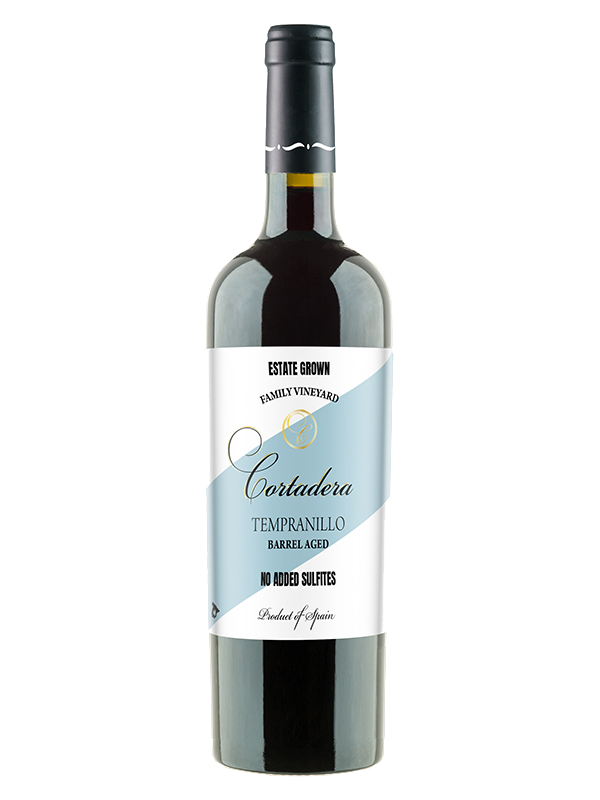 ESTATE GROWN
FAMILY VINEYARD
Cortadera
TEMPRANILLO
BARREL AGED
NO ADDED SULFITES
Product of Spain